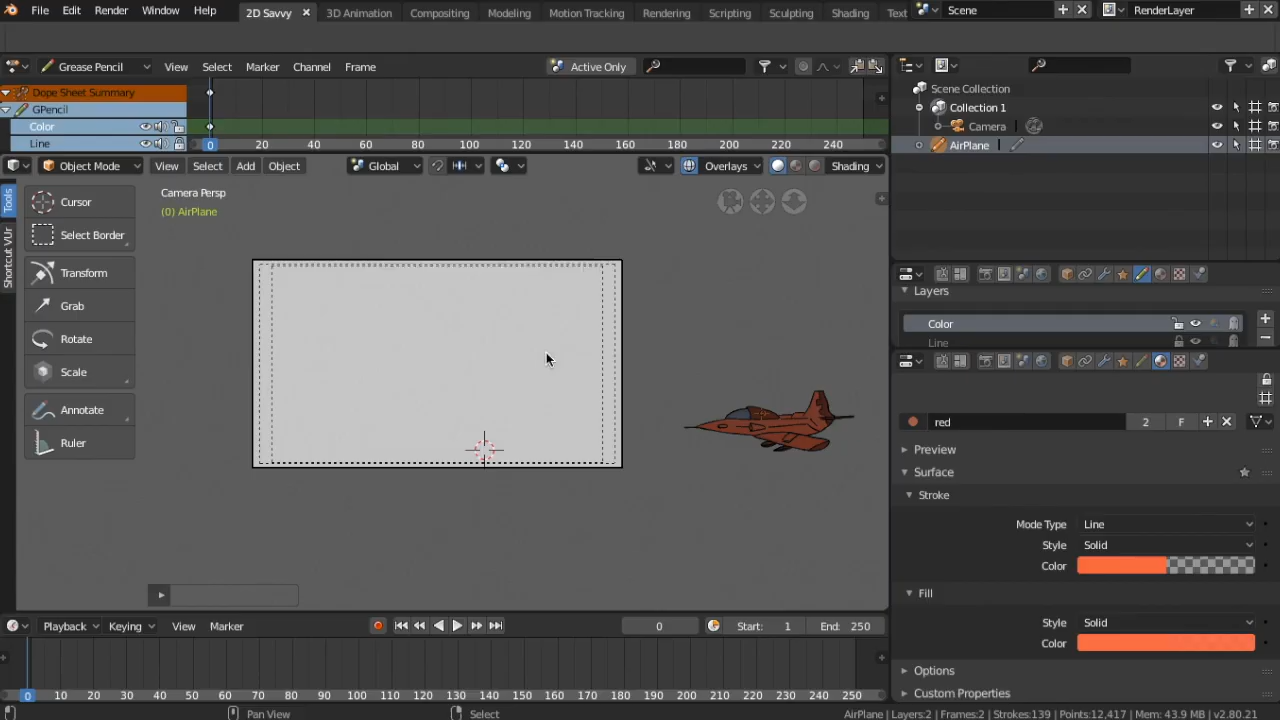 File Edit Render Window Help 2D Savvy 3D Animation Compositing Modeling Motion Tracking Rendering Scripting Sculpting Shading Text Scene RenderLayer
Grease Pencil View Select Marker Channel Frame Active Only
Dope Sheet Summary
GPencil
Color
Line
0 20 40 60 80 100 120 140 160 180 200 220 240
Object Mode View Select Add Object Global Overlays Shading
Tools
Shortcut VUr
Cursor
Select Border
Transform
Grab
Rotate
Scale
Annotate
Ruler
Camera Persp
(0) AirPlane
Scene Collection
Collection 1
Camera
AirPlane
Layers
Color
Line
red 2 F
Preview
Surface
Stroke
Mode Type Line
Style Solid
Color
Fill
Style Solid
Color
Options
Custom Properties
Playback Keying View Marker 0 Start: 1 End: 250
0 10 20 30 40 50 60 70 80 90 100 110 120 130 140 150 160 170 180 190 200 210 220 230 240 250
Pan View Select AirPlane | Layers:2 | Frames:2 | Strokes:139 | Points:12,417 | Mem: 43.9 MB | v2.80.21